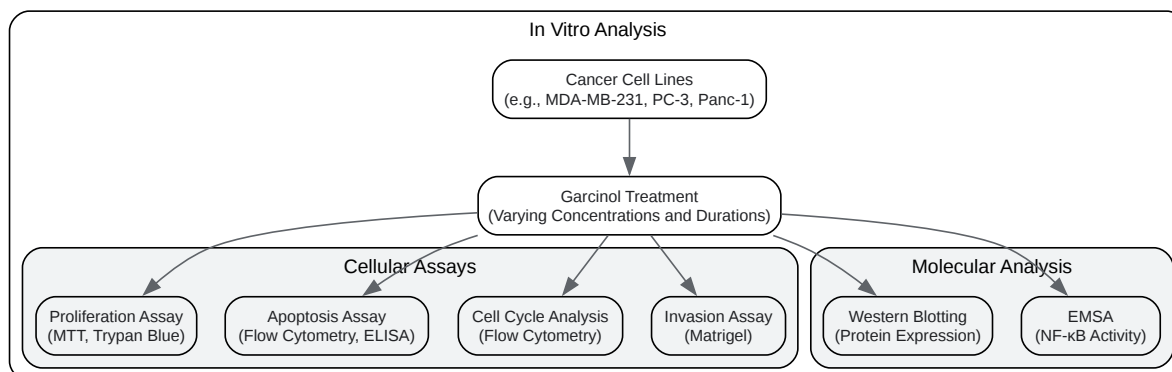 In Vitro Analysis
Cancer Cell Lines
(e.g., MDA-MB-231, PC-3, Panc-1)
Garcinol Treatment
(Varying Concentrations and Durations)
Cellular Assays
Molecular Analysis
Proliferation Assay
(MTT, Trypan Blue)
Apoptosis Assay
(Flow Cytometry, ELISA)
Cell Cycle Analysis
(Flow Cytometry)
Invasion Assay
(Matrigel)
Western Blotting
(Protein Expression)
EMSA
(NF-κB Activity)